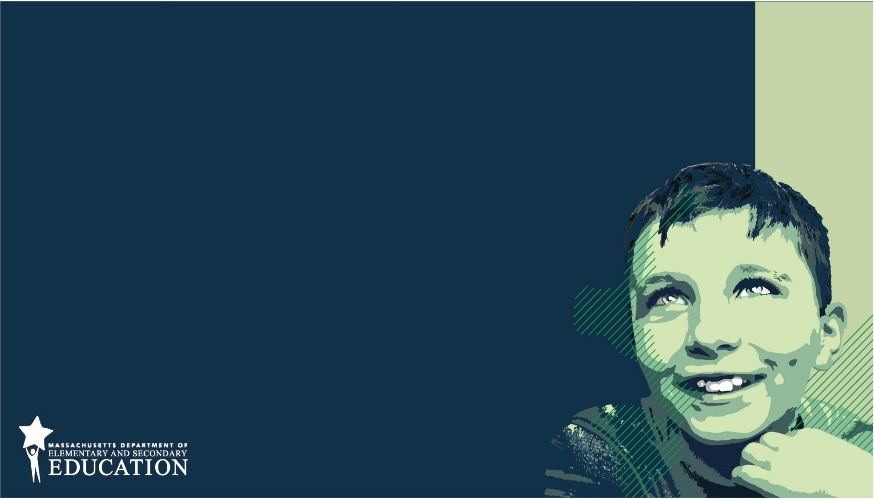 MASSACHUSETTS DEPARTMENT OF
ELEMENTARY AND SECONDARY
EDUCATION